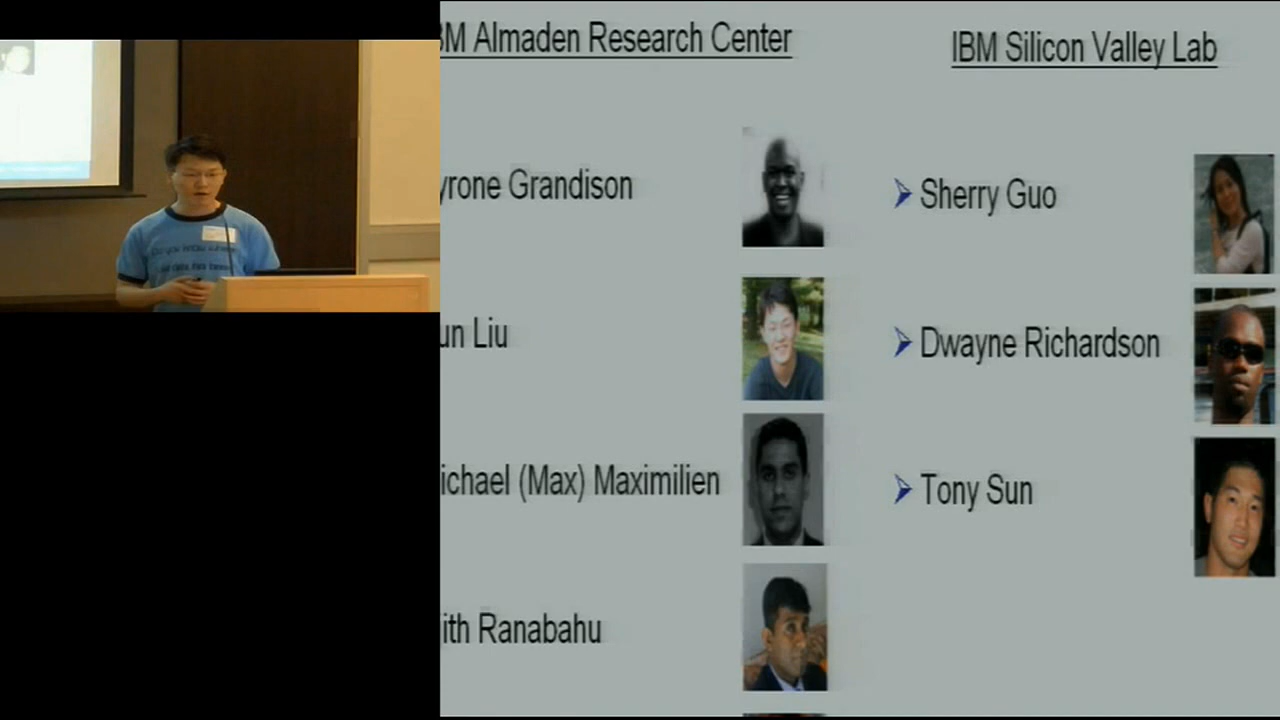 BM Almaden Research Center
yrone Grandison
un Liu
ichael (Max) Maximilien
ith Ranabahu
IBM Silicon Valley Lab
Sherry Guo
Dwayne Richardson
Tony Sun